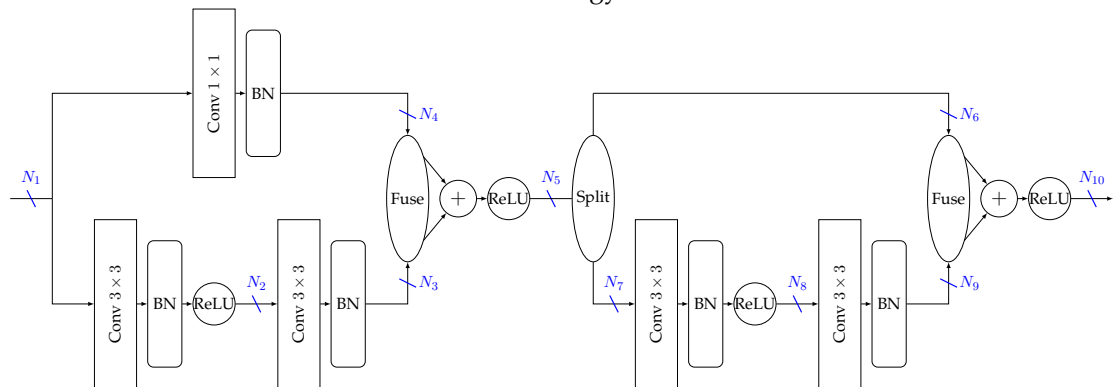 gy
Conv 1 × 1
BN
N4
N6
N1
Fuse
+
ReLU
N5
Split
Fuse
+
ReLU
N10
Conv 3 × 3
BN
ReLU
N2
Conv 3 × 3
BN
N3
N7
Conv 3 × 3
BN
ReLU
N8
Conv 3 × 3
BN
N9